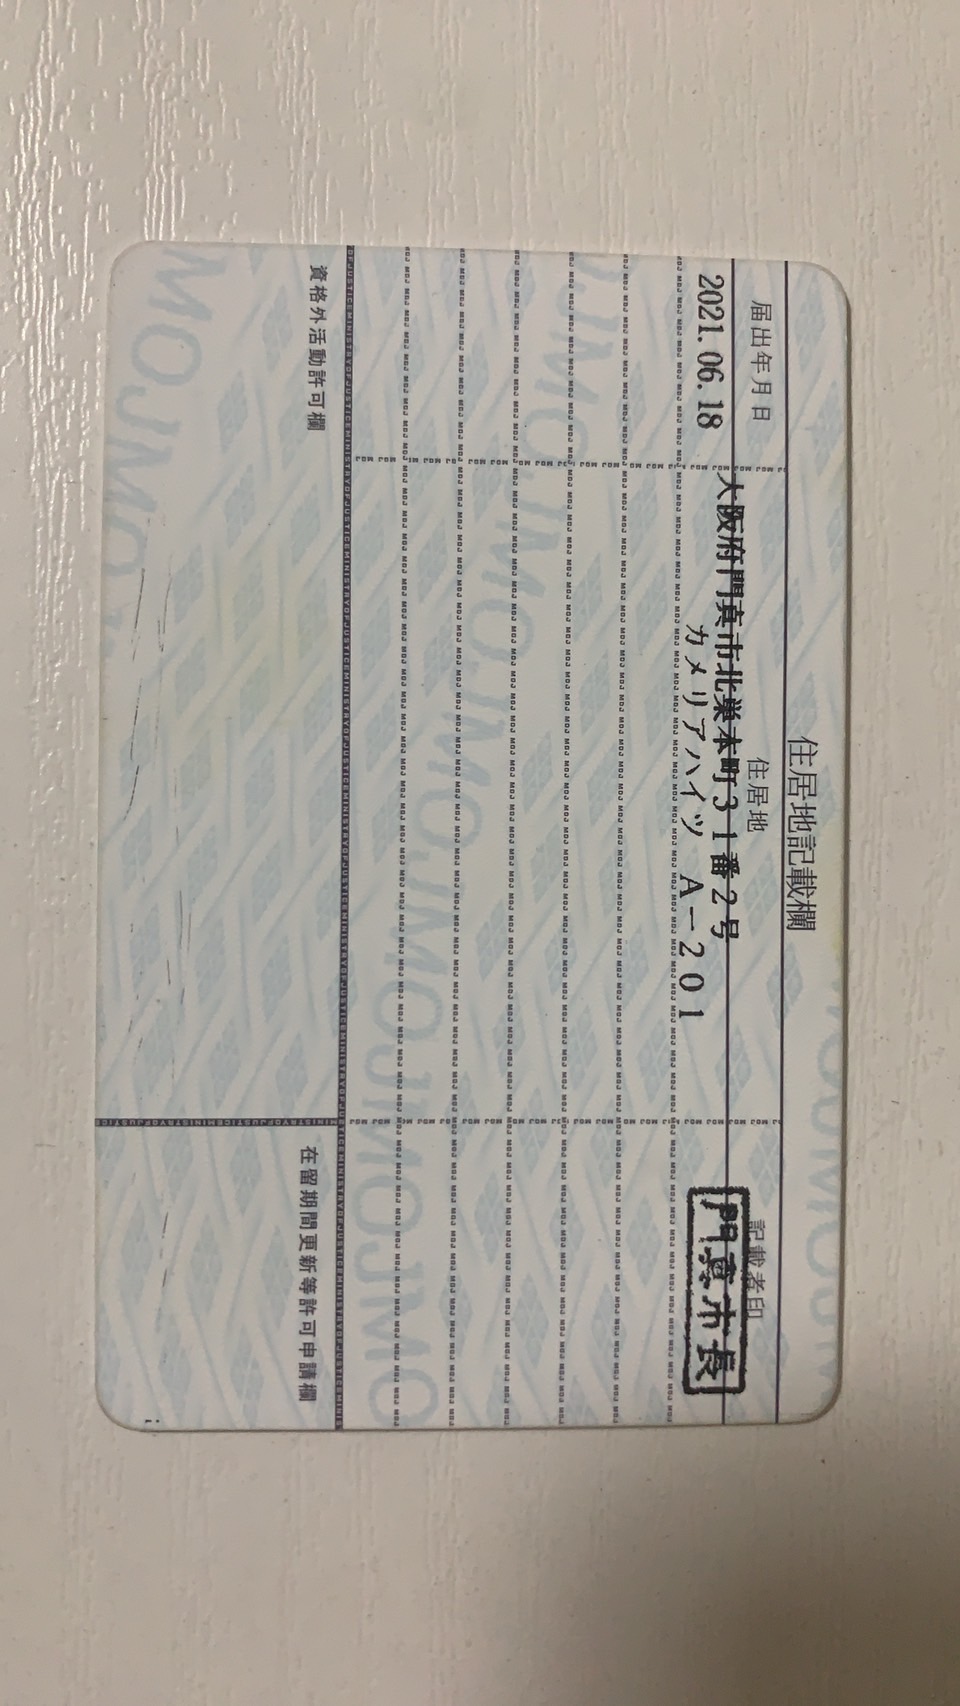 住居地記載欄
届出年月日 住居地 記載者印
2021.06.18 大阪府門真市北巣本町31番2号 門真市長
カメリアハイツ A－201
資格外活動許可欄 在留期間更新等許可申請欄